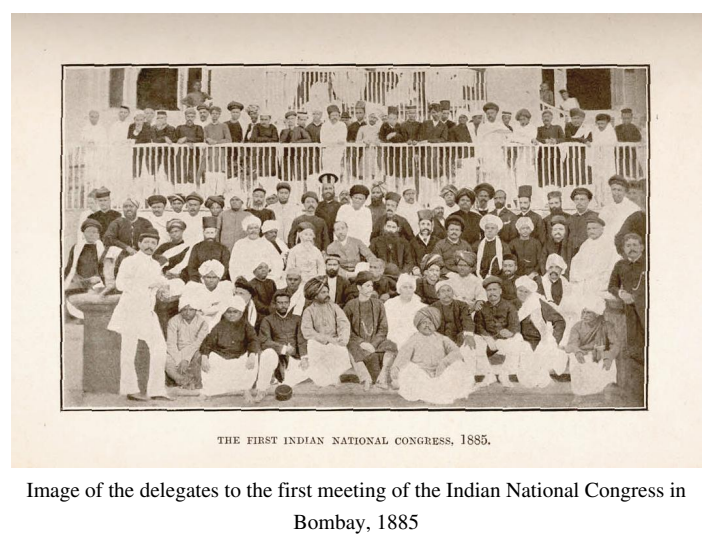 THE FIRST INDIAN NATIONAL CONGRESS, 1885.
Image of the delegates to the first meeting of the Indian National Congress in
Bombay, 1885